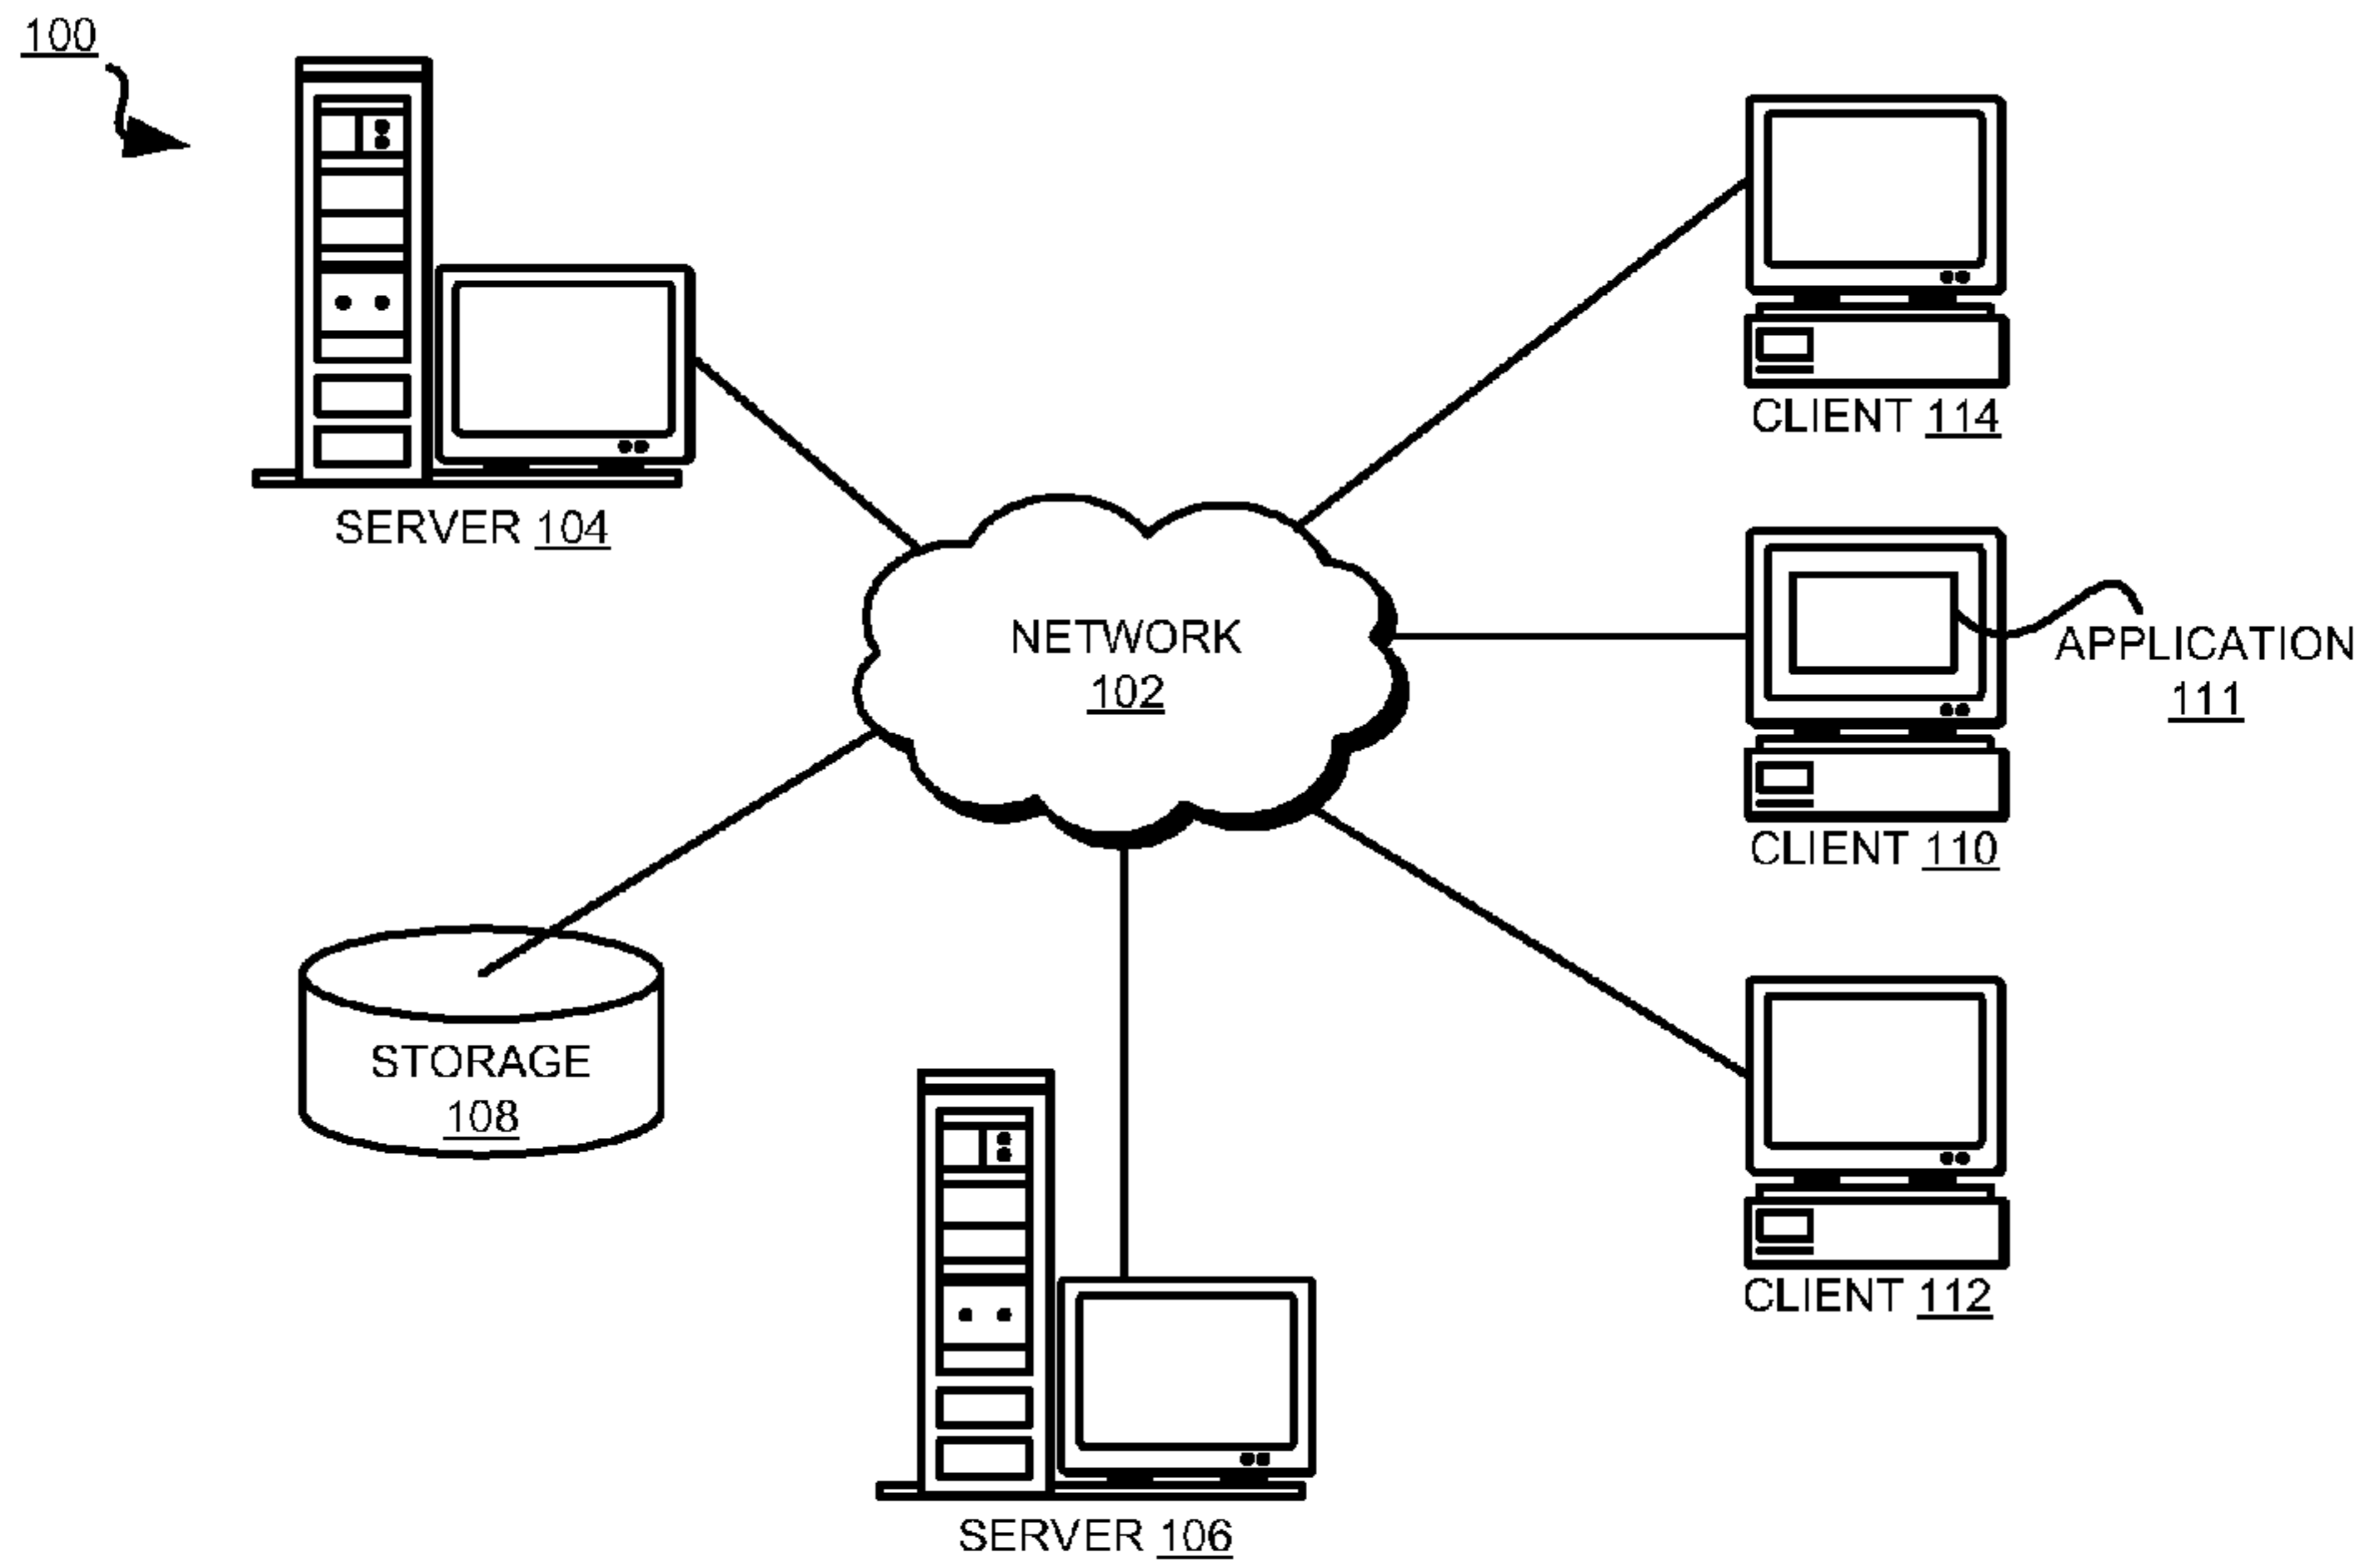 100
SERVER 104
CLIENT 114
NETWORK
102
APPLICATION
111
CLIENT 110
STORAGE
108
CLIENT 112
SERVER 106